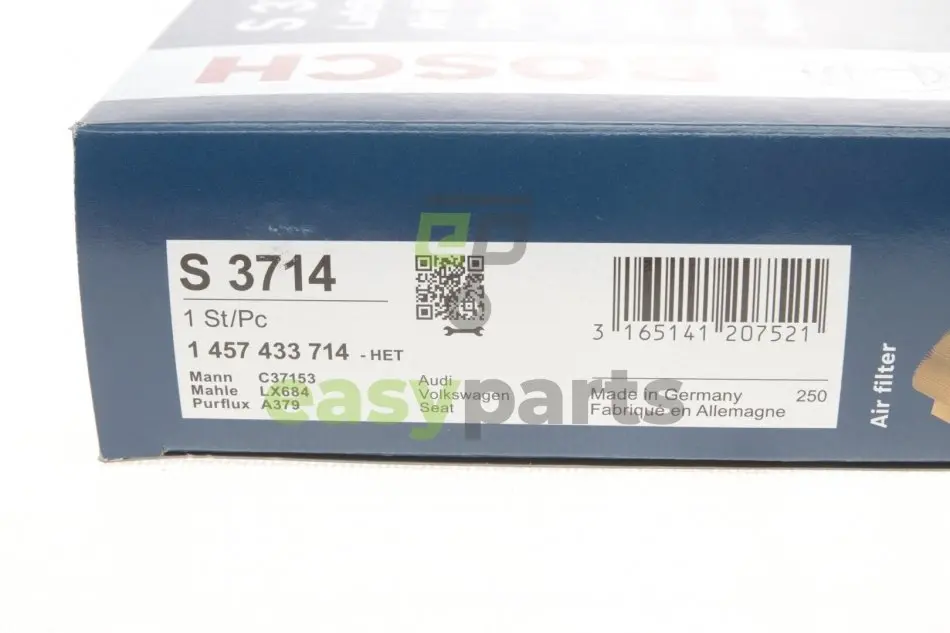 S 3
BOSCH
S 3714
1 St/Pc
1 457 433 714 - HET
Mann C37153
Mahle LX684
Purflux A379
Audi
Volkswagen
Seat
3 165141 207521
Made in Germany 250
Fabriqué en Allemagne
Air filter
easyparts